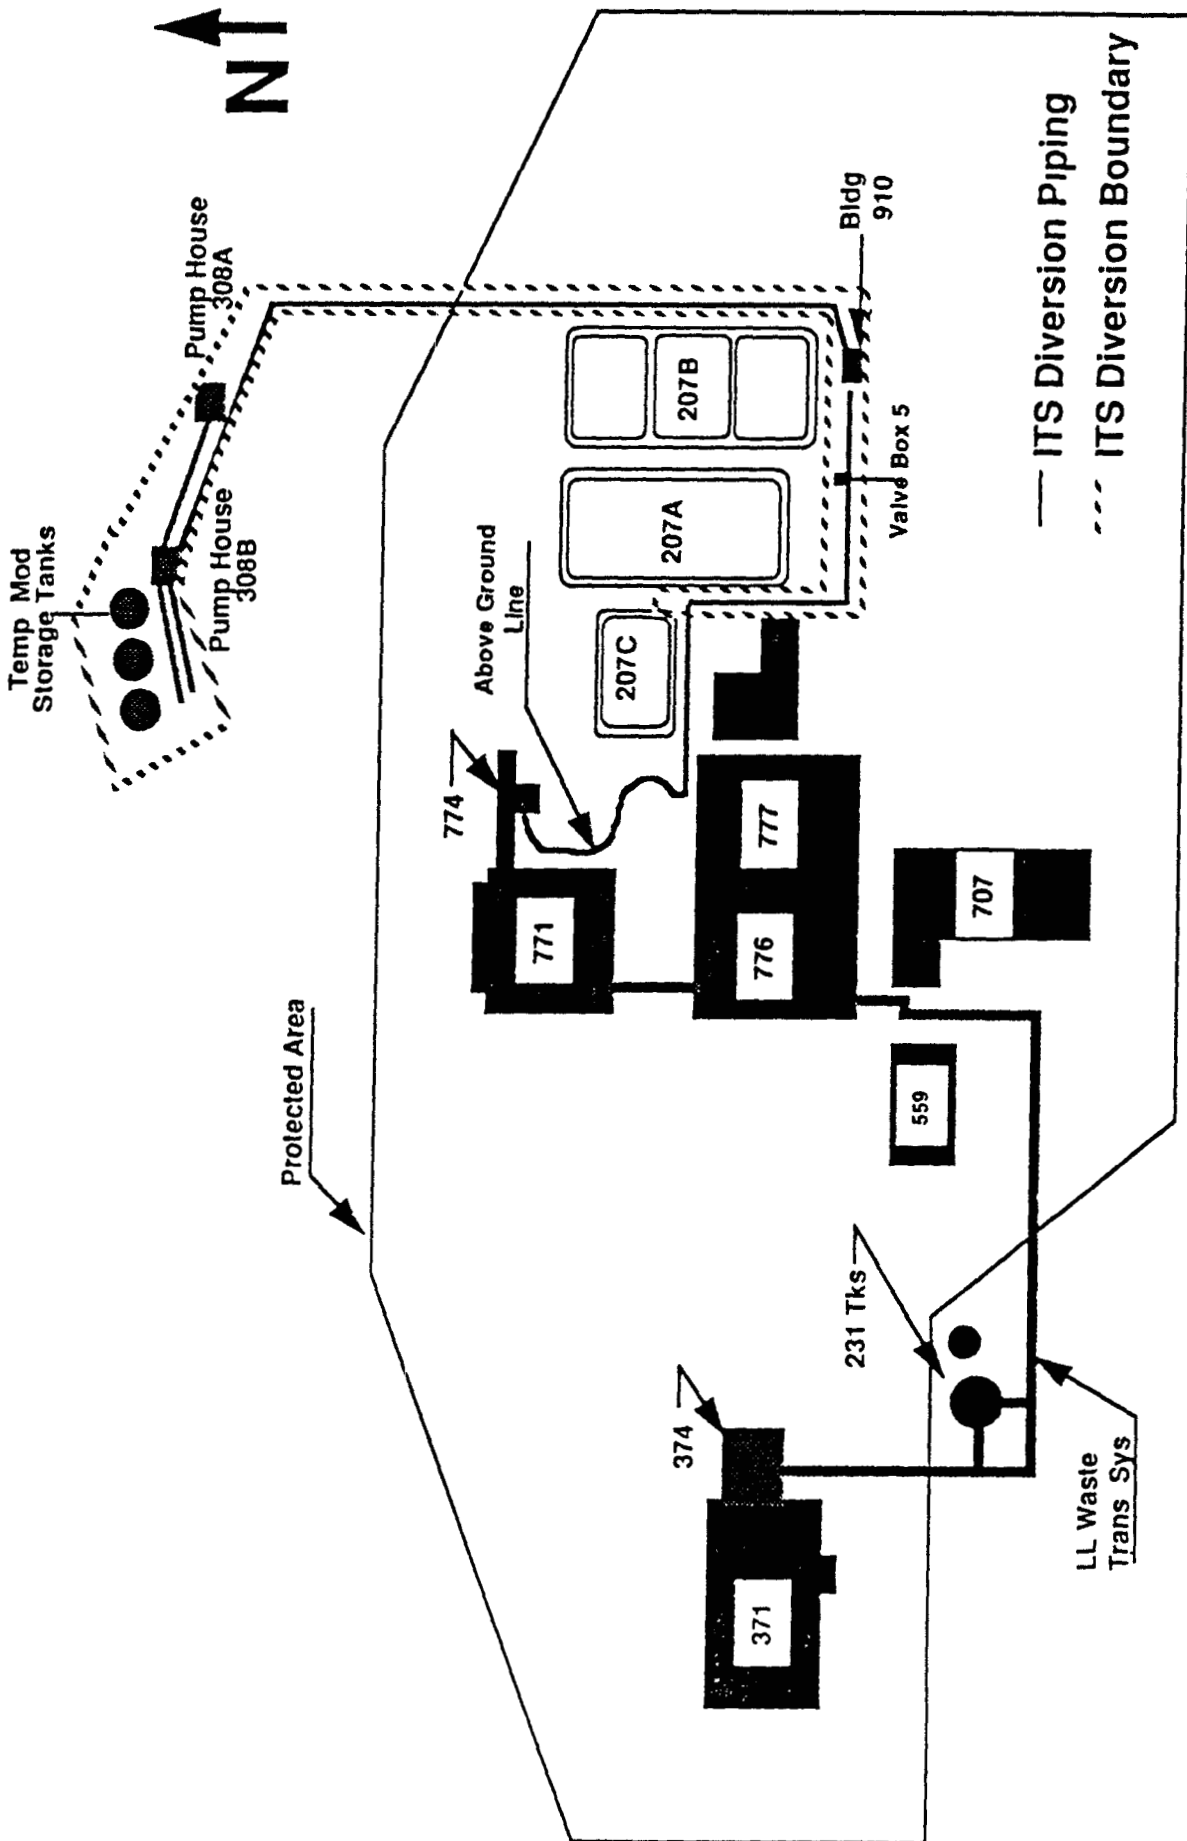 N
Temp Mod
Storage Tanks
Pump House
308A
Pump House
308B
Protected Area
774
Above Ground
Line
771
207C
207A
207B
Bldg
910
Valve Box 5
776
777
707
559
374
371
231 Tks
LL Waste
Trans Sys
ITS Diversion Piping
ITS Diversion Boundary